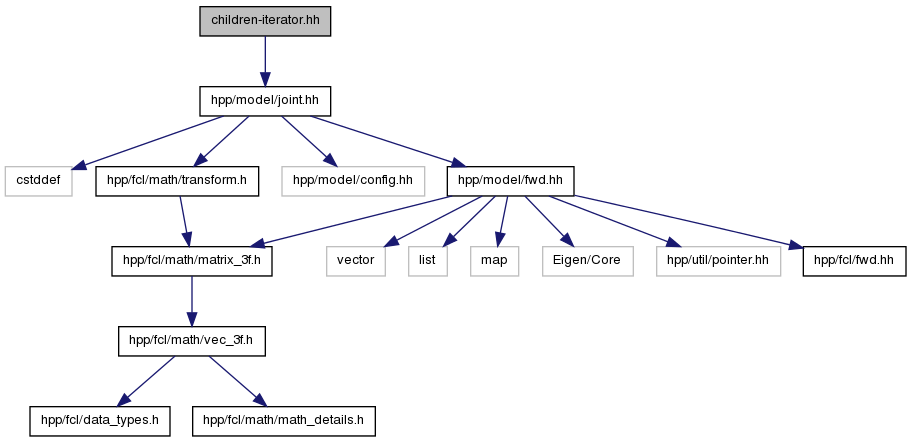 children-iterator.hh
hpp/model/joint.hh
cstddef
hpp/fcl/math/transform.h
hpp/model/config.hh
hpp/model/fwd.hh
hpp/fcl/math/matrix_3f.h
vector
list
map
Eigen/Core
hpp/util/pointer.hh
hpp/fcl/fwd.hh
hpp/fcl/math/vec_3f.h
hpp/fcl/data_types.h
hpp/fcl/math/math_details.h